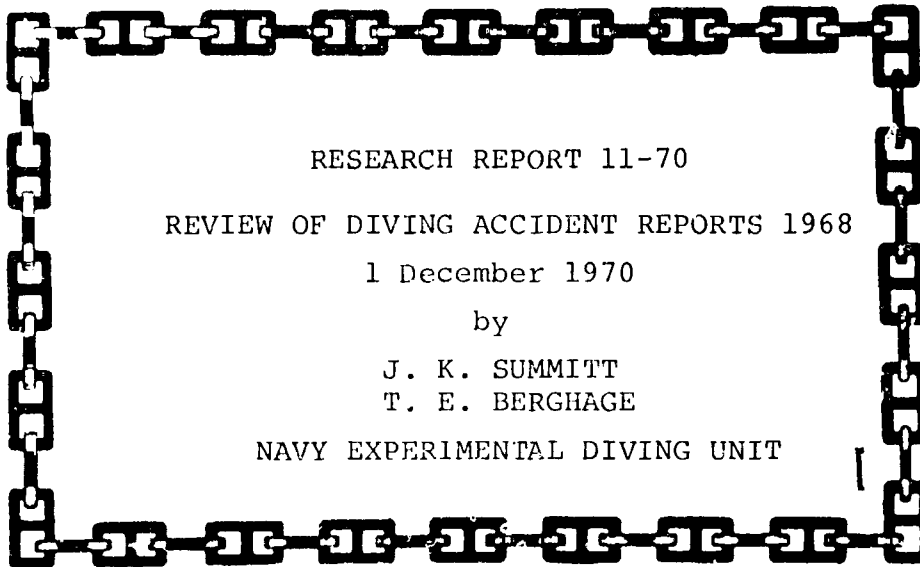 RESEARCH REPORT 11-70
REVIEW OF DIVING ACCIDENT REPORTS 1968
1 December 1970
by
J. K. SUMMITT
T. E. BERGHAGE
NAVY EXPERIMENTAL DIVING UNIT